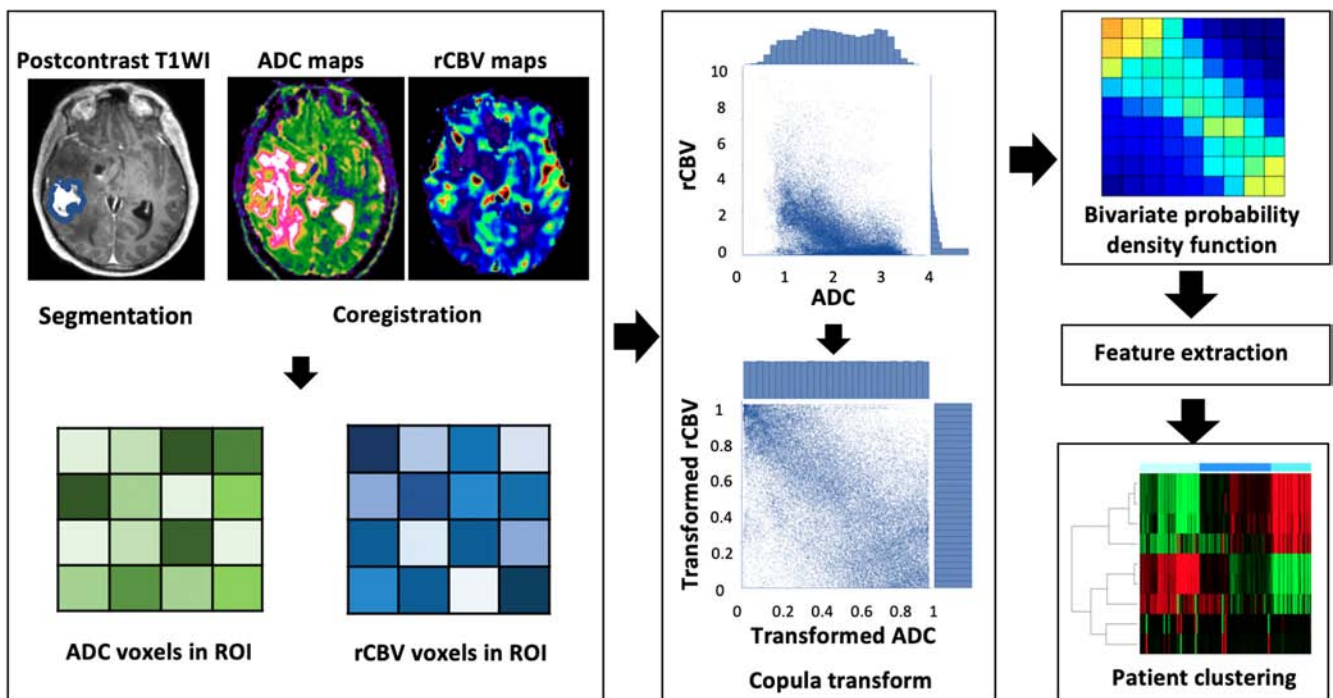 Postcontrast T1WI
ADC maps
rCBV maps
Segmentation
Coregistration
ADC voxels in ROI
rCBV voxels in ROI
10
8
6
4
2
0
rCBV
0
1
2
3
4
ADC
1
0.8
0.6
0.4
0.2
0
Transformed rCBV
0
0.2
0.4
0.6
0.8
1
Transformed ADC
Copula transform
Bivariate probability
density function
Feature extraction
Patient clustering